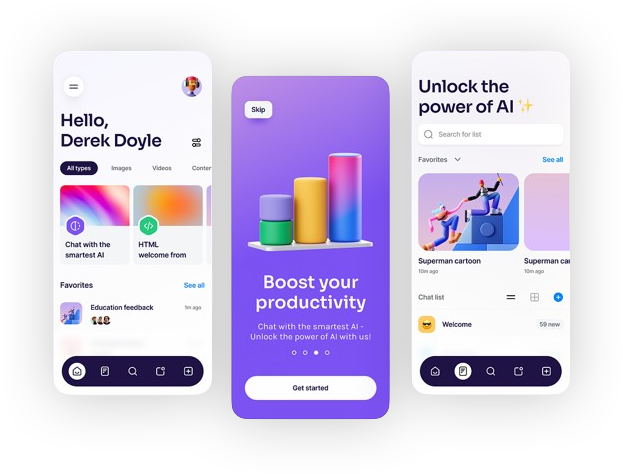 Hello,
Derek Doyle
All types
Images
Videos
Conter
Chat with the
smartest AI
HTML
welcome from
Favorites
See all
Education feedback
1m ago
Skip
Boost your
productivity
Chat with the smartest AI -
Unlock the power of AI with us!
Get started
Unlock the
power of AI ✨
Search for list
Favorites
See all
Superman cartoon
10m ago
Superman car
10m ago
Chat list
Welcome
59 new